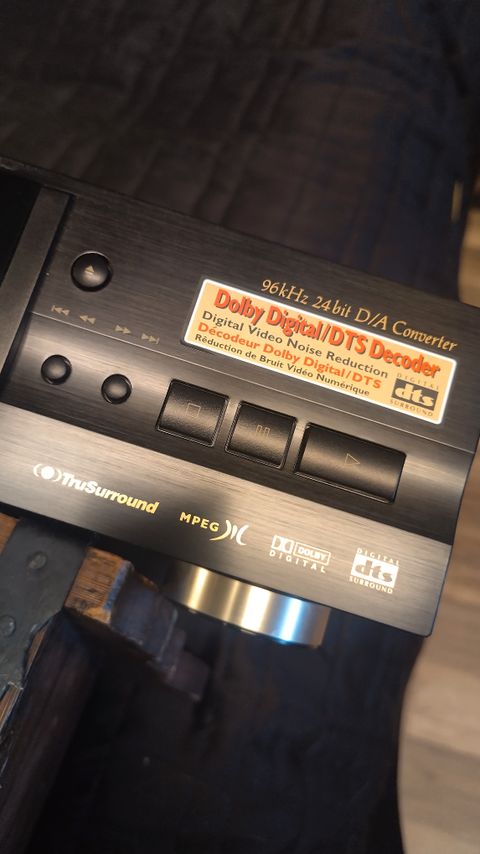 96kHz 24bit D/A Converter
Dolby Digital/DTS Decoder
Digital Video Noise Reduction
Décodeur Dolby Digital/DTS
Rêduction de Bruit Vidéo Numérique
DIGITAL
dts
SURROUND
TruSurround
MPEG
DOLBY
DIGITAL
DIGITAL
dts
SURROUND